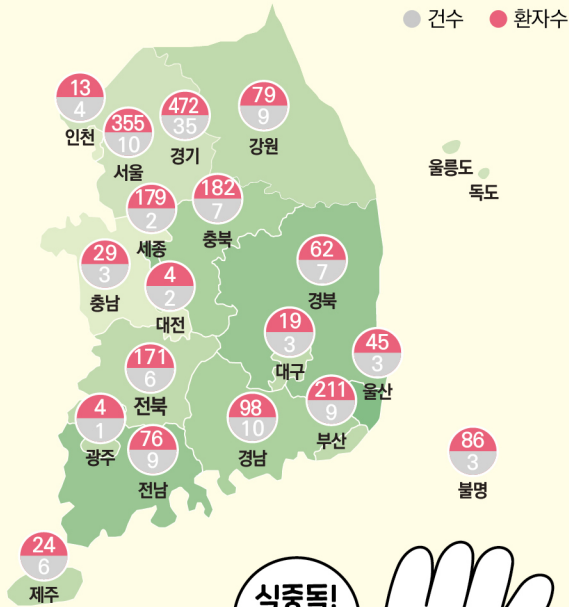 건수 환자수
13
4
인천
355
10
서울
472
35
경기
79
9
강원
울릉도
독도
179
2
세종
182
7
충북
29
3
충남
4
2
대전
62
7
경북
19
3
대구
45
3
울산
171
6
전북
211
9
부산
4
1
광주
76
9
전남
98
10
경남
86
3
불명
24
6
제주
식중독!